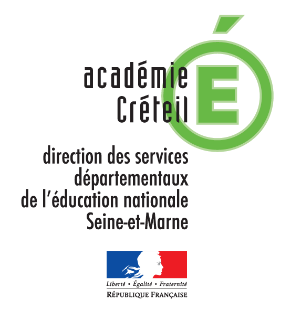 académie
Créteil
É
direction des services
départementaux
de l'éducation nationale
Seine-et-Marne
Liberté • Égalité • Fraternité
RÉPUBLIQUE FRANÇAISE